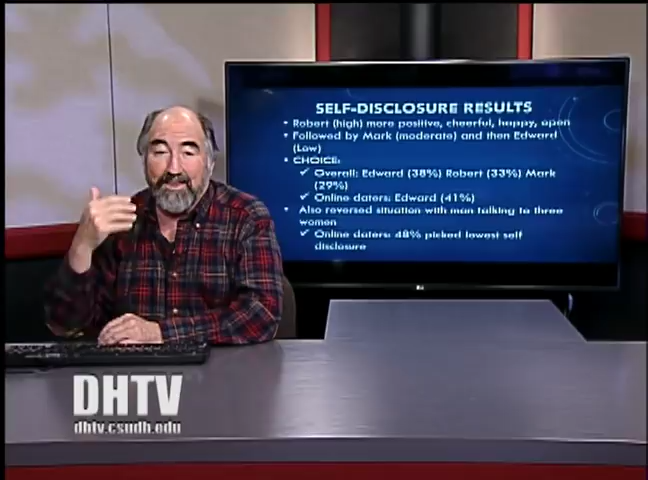 SELF-DISCLOSURE RESULTS
• Robert (high) more positive, cheerful, happy, open
• Followed by Mark (moderate) and then Edward
(Low)
• CHOICE:
✓ Overall: Edward (38%) Robert (33%) Mark
(29%)
✓ Online daters: Edward (41%)
• Also reversed situation with man talking to three
women
✓ Online daters: 48% picked lowest self
disclosure
LG
DHTV
dhtv.csudh.edu